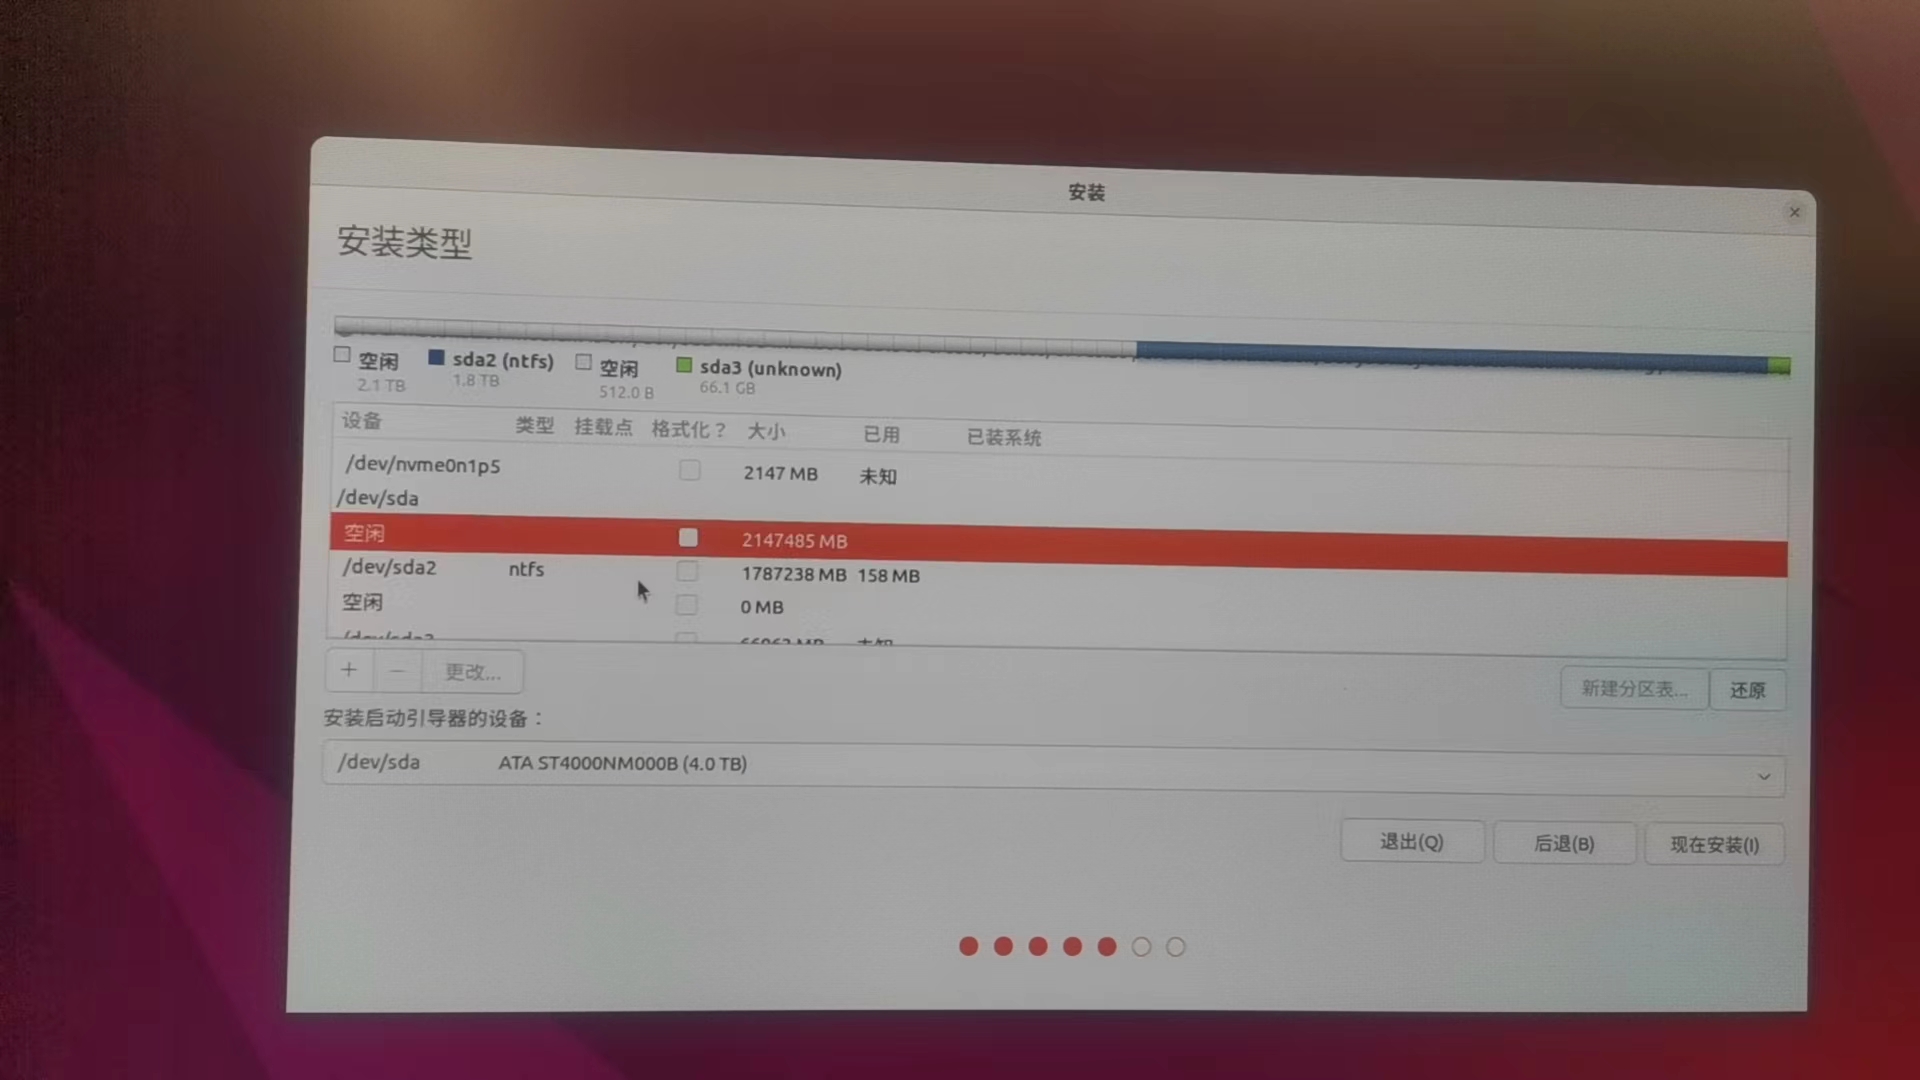 安装
安装类型
空闲 sda2 (ntfs) 空闲 sda3 (unknown)
2.1 TB 1.8 TB 512.0 B 66.1 GB
设备 类型 挂载点 格式化？ 大小 已用 已装系统
/dev/nvme0n1p5 2147 MB 未知
/dev/sda
空闲 2147485 MB
/dev/sda2 ntfs 1787238 MB 158 MB
空闲 0 MB
+ − 更改... 新建分区表... 还原
安装启动引导器的设备：
/dev/sda ATA ST4000NM000B (4.0 TB)
退出(Q) 后退(B) 现在安装(I)